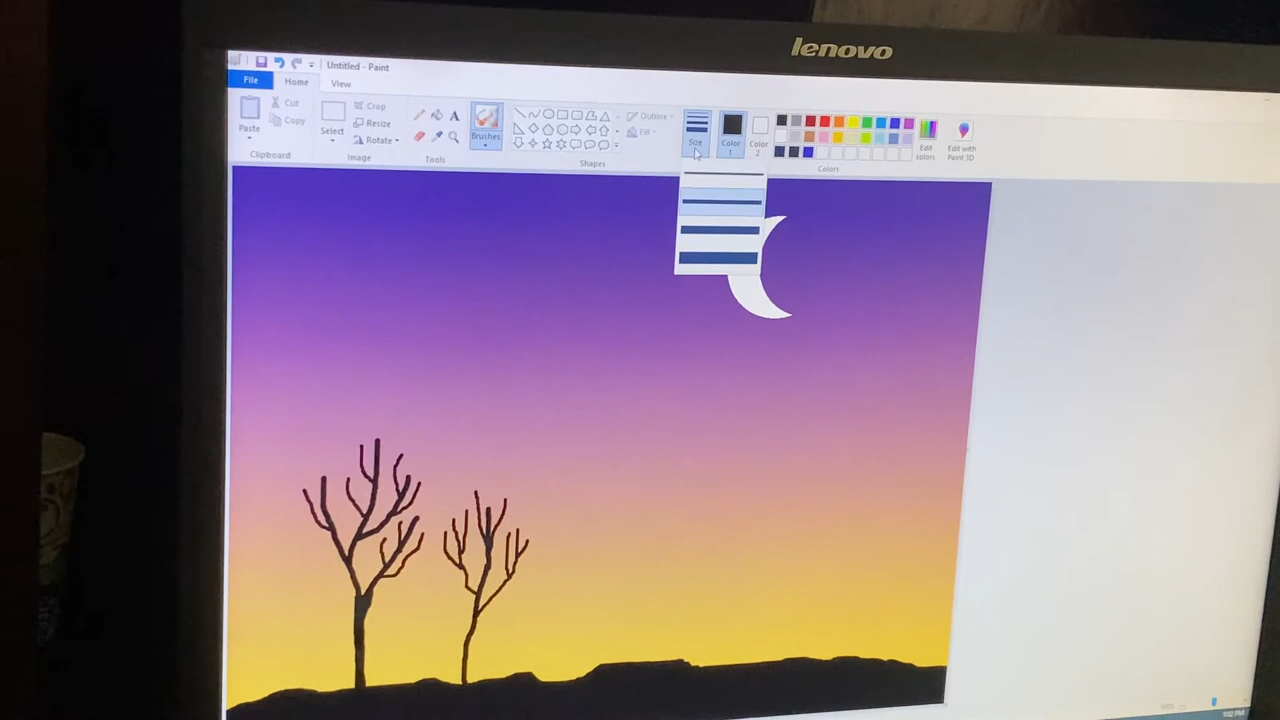 lenovo
Untitled - Paint
File
Home
View
Paste
Cut
Copy
Clipboard
Select
Crop
Resize
Rotate
Image
A
Tools
Brushes
Shapes
Outline
Fill
Size
Color
1
Color
2
Colors
Edit
colors
Edit with
Paint 3D
100%